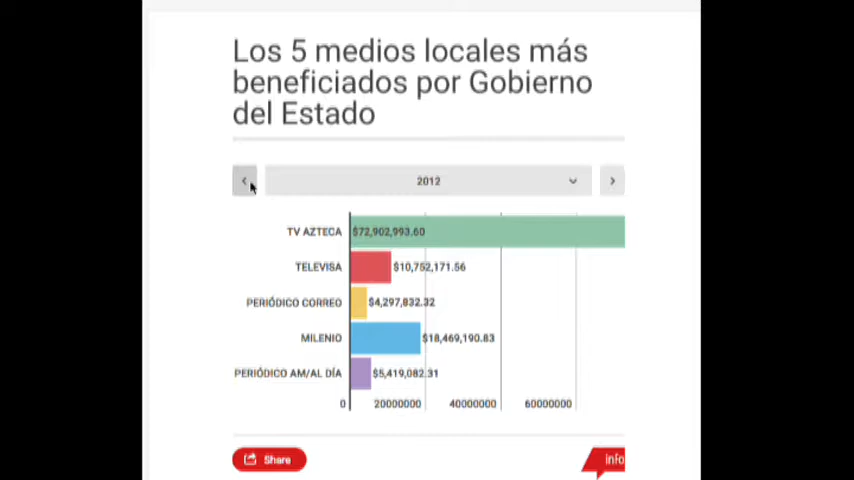 Los 5 medios locales más
beneficiados por Gobierno
del Estado
2012
TV AZTECA $72,902,993.60
TELEVISA $10,752,171.56
PERIÓDICO CORREO $4,297,832.32
MILENIO $18,469,190.83
PERIÓDICO AM/AL DÍA $5,419,082.31
0 20000000 40000000 60000000
Share
info